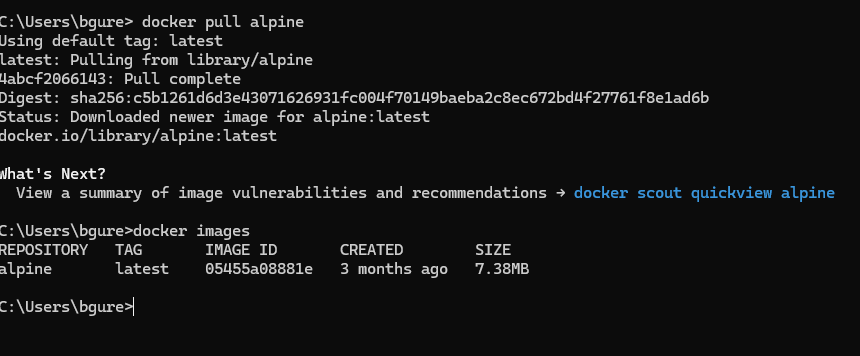 C:\Users\bgure> docker pull alpine
Using default tag: latest
latest: Pulling from library/alpine
4abcf2066143: Pull complete
Digest: sha256:c5b1261d6d3e43071626931fc004f70149baeba2c8ec672bd4f27761f8e1ad6b
Status: Downloaded newer image for alpine:latest
docker.io/library/alpine:latest
What's Next?
View a summary of image vulnerabilities and recommendations → docker scout quickview alpine
C:\Users\bgure>docker images
REPOSITORY TAG IMAGE ID CREATED SIZE
alpine latest 05455a08881e 3 months ago 7.38MB
C:\Users\bgure>